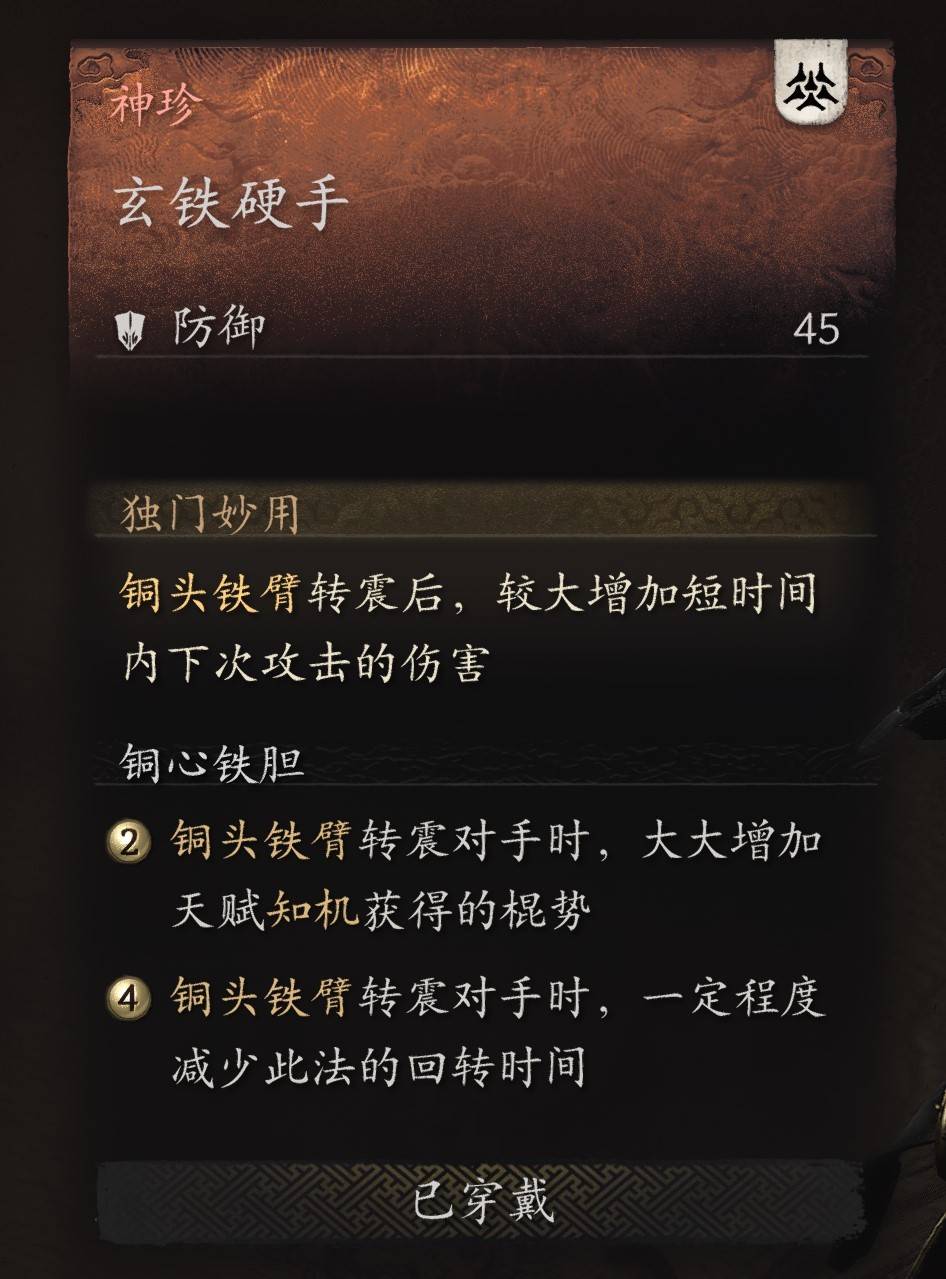 神珍
玄铁硬手
防御 45
独门妙用
铜头铁臂转震后，较大增加短时间
内下次攻击的伤害
铜心铁胆
2 铜头铁臂转震对手时，大大增加
天赋知机获得的棍势
4 铜头铁臂转震对手时，一定程度
减少此法的回转时间
已穿戴